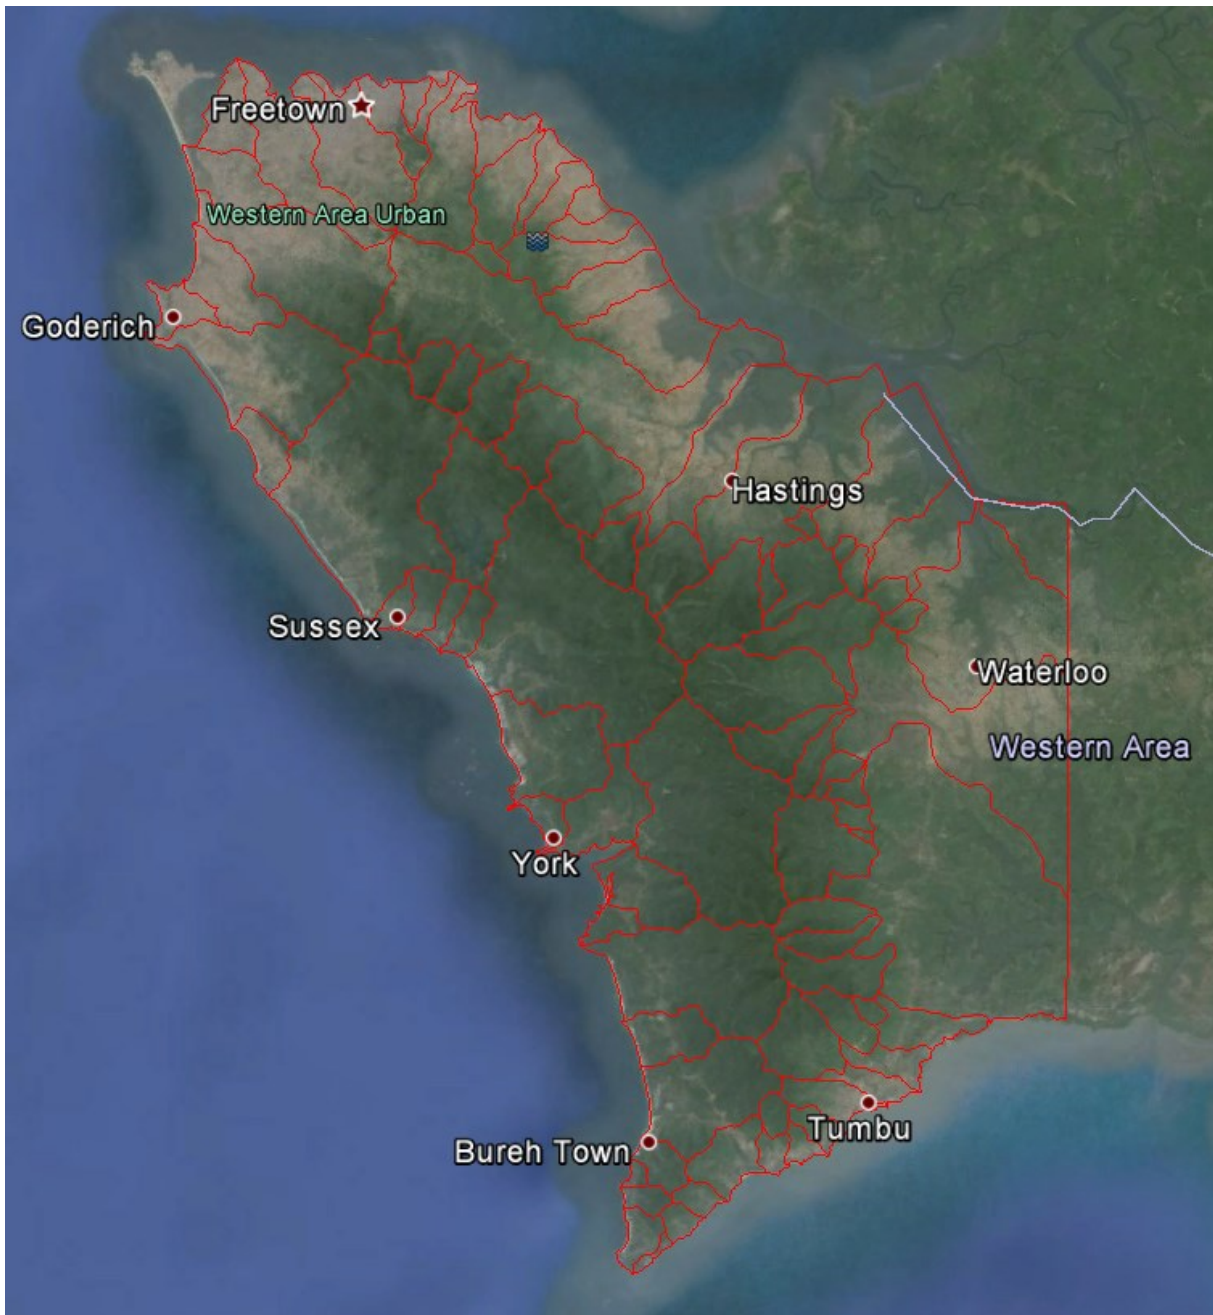 Freetown
Western Area Urban
Goderich
Hastings
Sussex
Waterloo
Western Area
York
Tumbu
Bureh Town